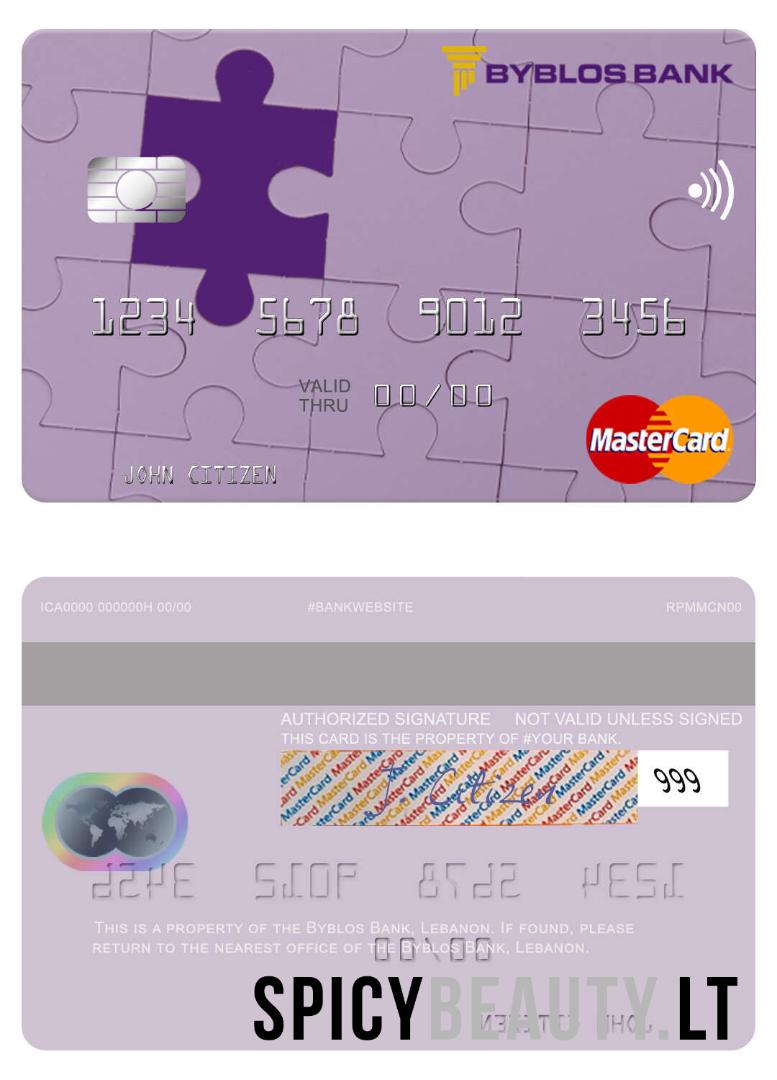 BYBLOS BANK
1234 5678 9012 3456
VALID
THRU 00/00
MasterCard
JOHN CITIZEN
ICA0000 000000H 00/00 #BANKWEBSITE RPMMCN00
AUTHORIZED SIGNATURE NOT VALID UNLESS SIGNED
THIS CARD IS THE PROPERTY OF #YOUR BANK.
J. Citizen 999
THIS IS A PROPERTY OF THE BYBLOS BANK, LEBANON. IF FOUND, PLEASE
RETURN TO THE NEAREST OFFICE OF THE BYBLOS BANK, LEBANON.
SPICYBEAUTY.LT